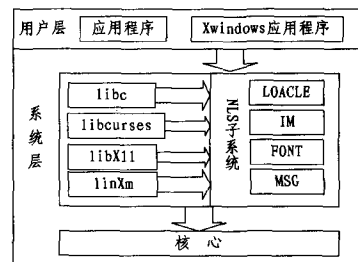 用户层
应用程序
Xwindows应用程序
系统层
libc
libcurses
libX11
linXm
NLS子系统
LOACLE
IM
FONT
MSG
核心